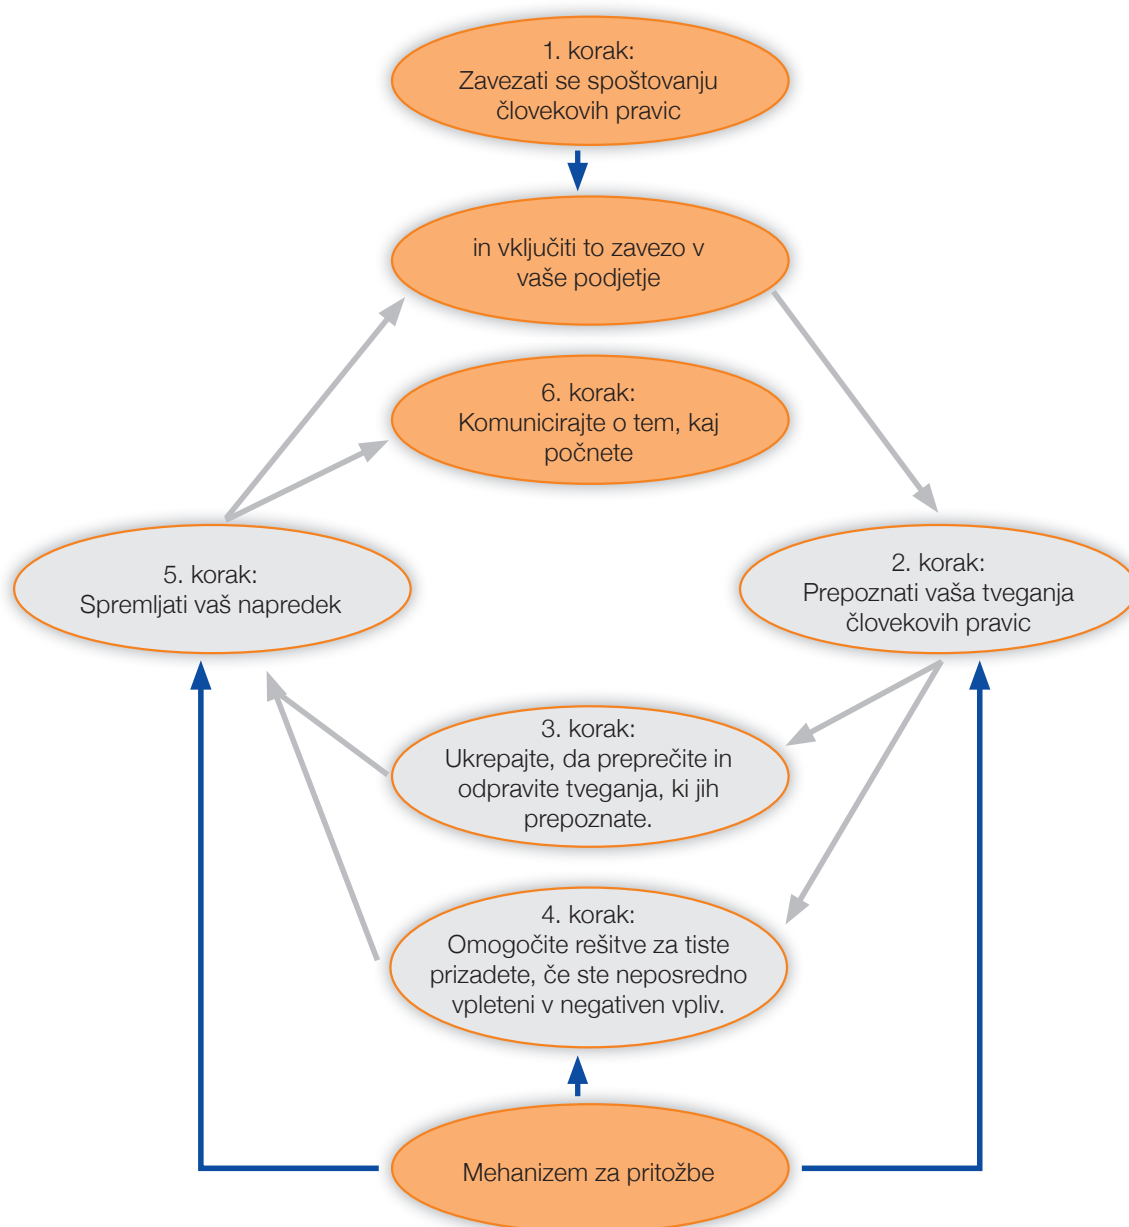 1. korak:
Zavezati se spoštovanju
človekovih pravic
in vključiti to zavezo v
vaše podjetje
6. korak:
Komunicirajte o tem, kaj
počnete
5. korak:
Spremljati vaš napredek
2. korak:
Prepoznati vaša tveganja
človekovih pravic
3. korak:
Ukrepajte, da preprečite in
odpravite tveganja, ki jih
prepoznate.
4. korak:
Omogočite rešitve za tiste
prizadete, če ste neposredno
vpleteni v negativen vpliv.
Mehanizem za pritožbe